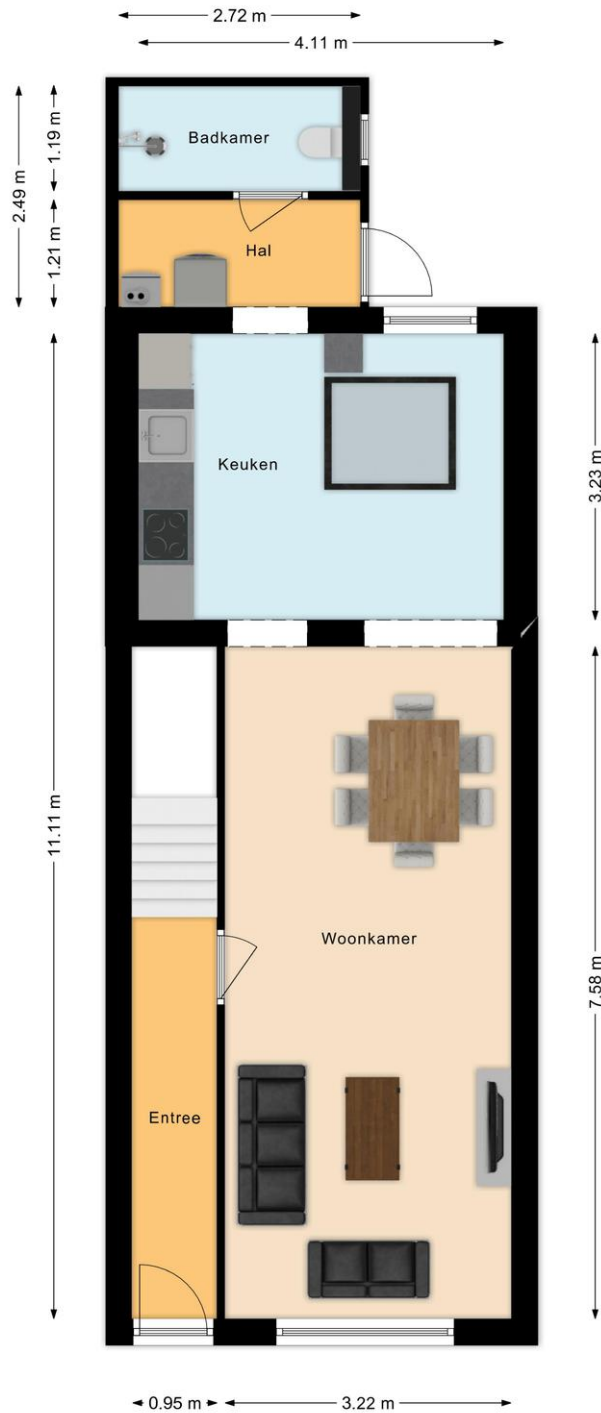 2.72 m
4.11 m
2.49 m
1.19 m
1.21 m
Badkamer
Hal
Keuken
3.23 m
11.11 m
Woonkamer
7.58 m
Entree
0.95 m
3.22 m